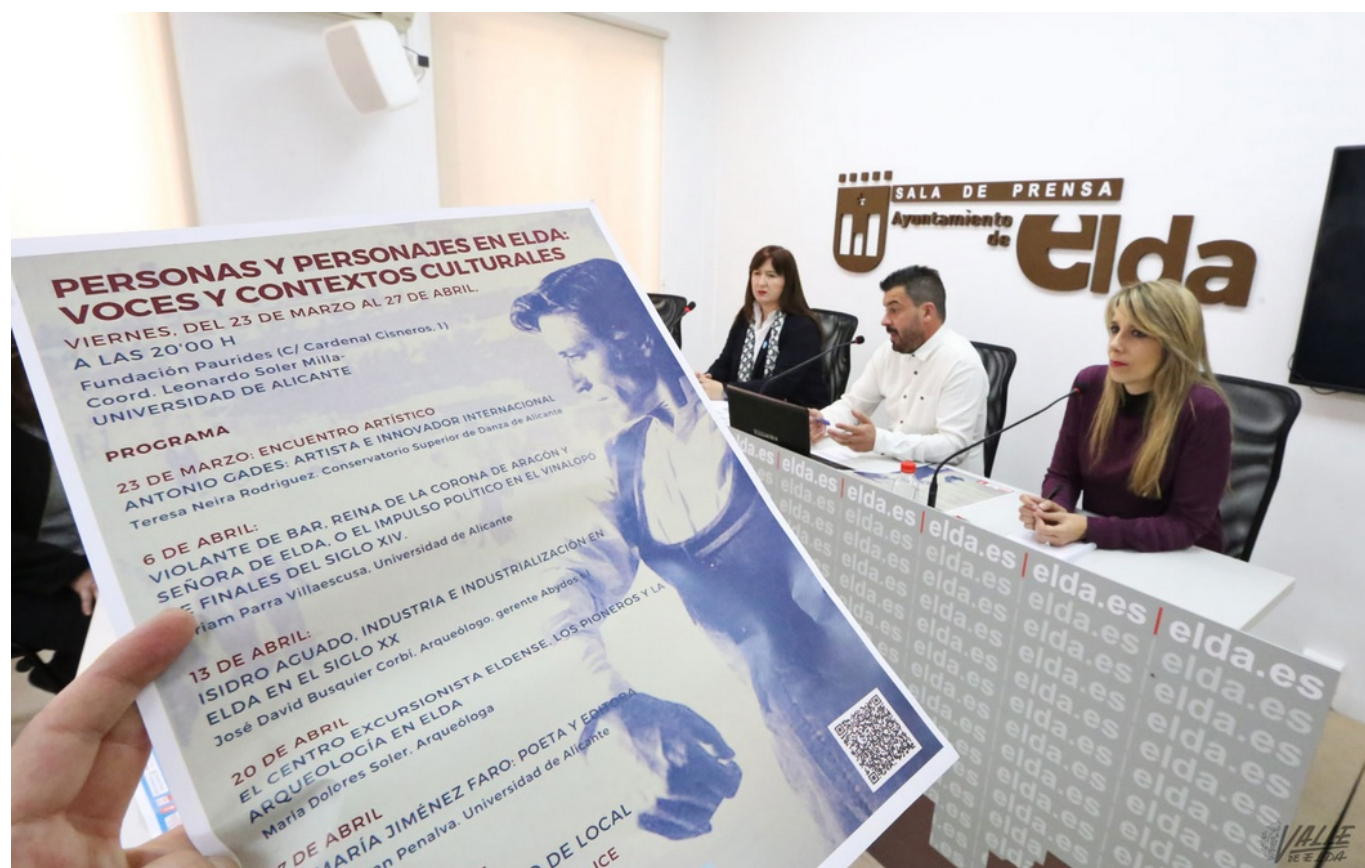 PERSONAS Y PERSONAJES EN ELDA:
VOCES Y CONTEXTOS CULTURALES
VIERNES, DEL 23 DE MARZO AL 27 DE ABRIL.
A LAS 20'00 H
Fundación Paurides (C/ Cardenal Cisneros, 1)
Coord. Leonardo Soler Milla-
UNIVERSIDAD DE ALICANTE
PROGRAMA
23 DE MARZO: ENCUENTRO ARTÍSTICO
ANTONIO GADES: ARTISTA E INNOVADOR INTERNACIONAL
Teresa Neira Rodriguez. Conservatorio Superior de Danza de Alicante
6 DE ABRIL:
VIOLANTE DE BAR, REINA DE LA CORONA DE ARAGÓN Y
SEÑORA DE ELDA, O EL IMPULSO POLÍTICO EN EL VINALOPÓ
FINALES DEL SIGLO XIV.
Parra Villaescusa, Universidad de Alicante
13 DE ABRIL:
ISIDRO AGUADO. INDUSTRIA E INDUSTRIALIZACIÓN EN
ELDA EN EL SIGLO XX
José David Busquier Corbí. Arqueólogo, gerente Abydos
20 DE ABRIL
EL CENTRO EXCURSIONISTA ELDENSE. LOS PIONEROS Y LA
ARQUEOLOGÍA EN ELDA
María Dolores Soler. Arqueóloga
DE ABRIL
MARÍA JIMÉNEZ FARO: POETA Y EDITORA
Penalva. Universidad de Alicante
DE LOCAL
SALA DE PRENSA
Ayuntamiento
de elda
elda.es | elda.es | elda.es | elda.es | elda.es | elda.es
VALLE
DE ELDA